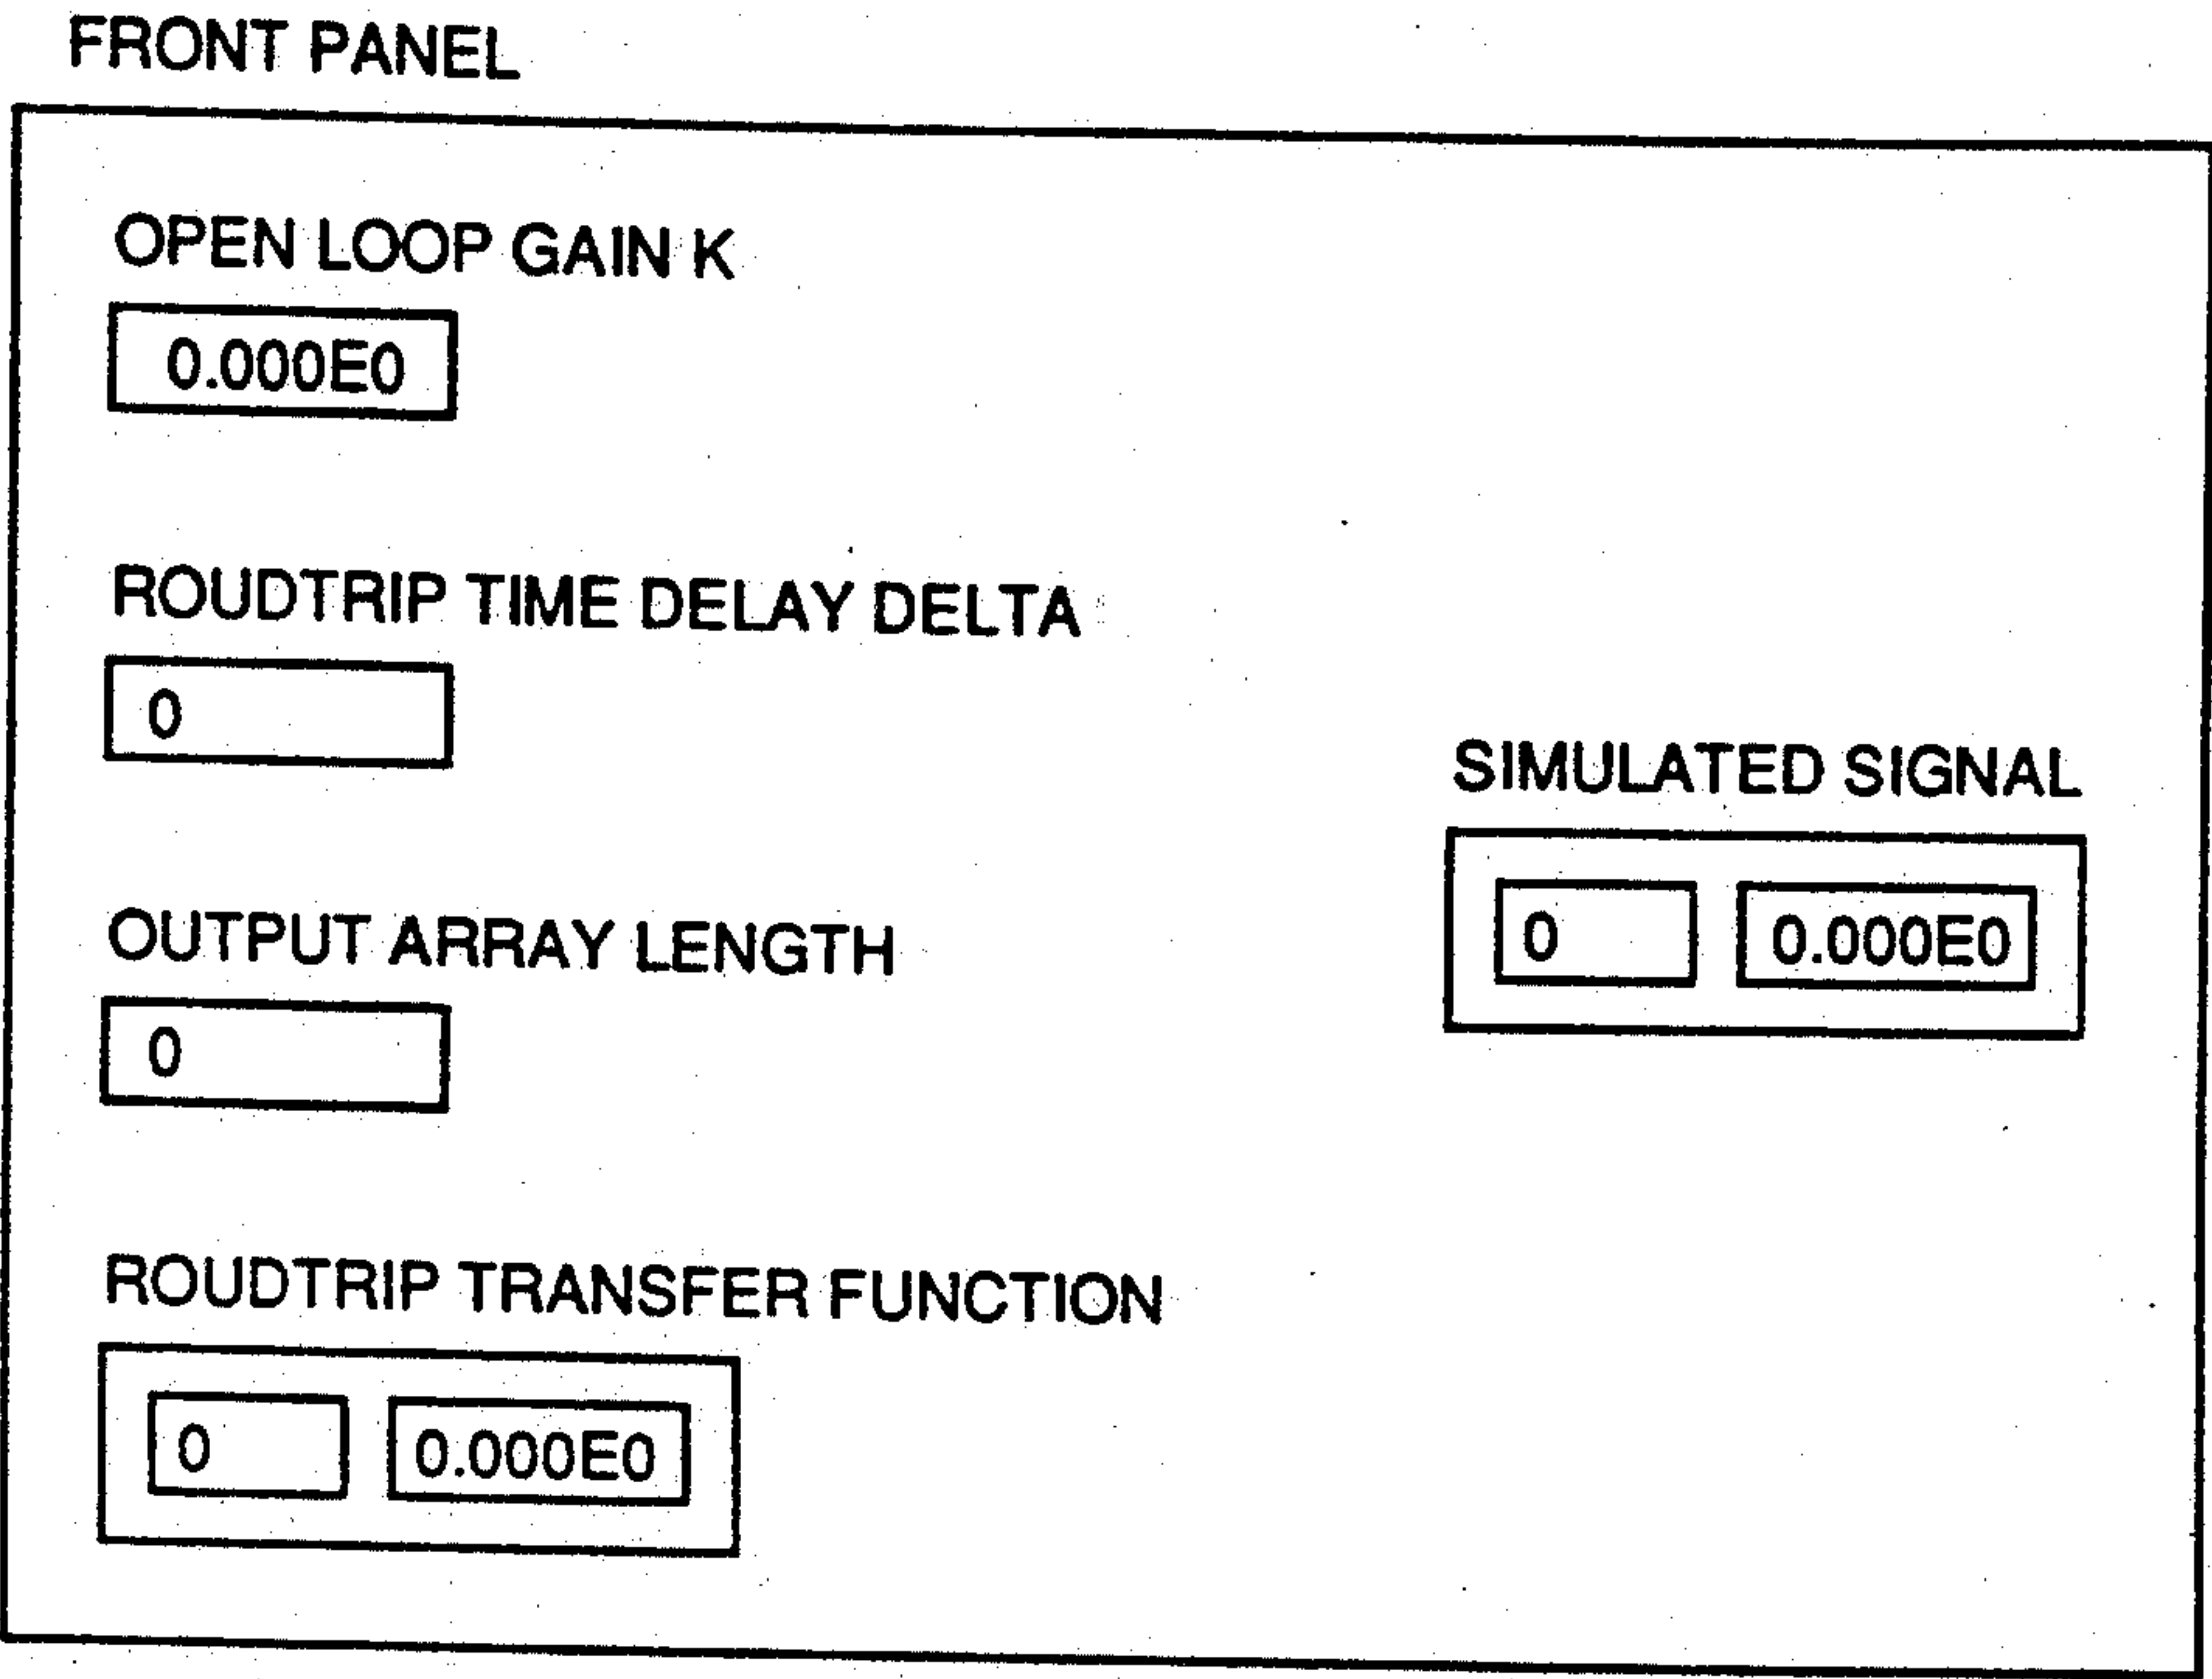 FRONT PANEL
OPEN LOOP GAIN K
0.000E0
ROUDTRIP TIME DELAY DELTA
0
OUTPUT ARRAY LENGTH
0
ROUDTRIP TRANSFER FUNCTION
0 0.000E0
SIMULATED SIGNAL
0 0.000E0